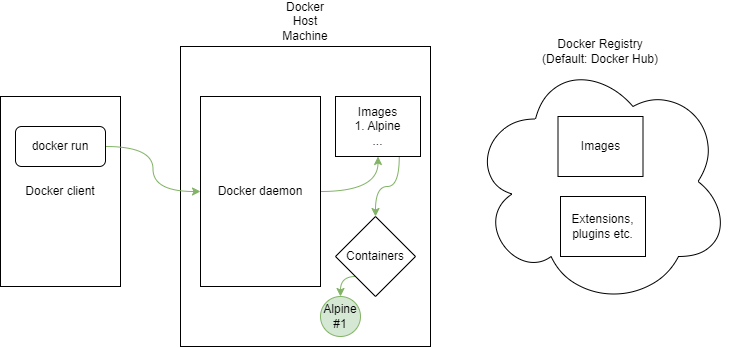 Docker
Host
Machine
Docker Registry
(Default: Docker Hub)
docker run
Docker client
Docker daemon
Images
1. Alpine
...
Containers
Alpine
#1
Images
Extensions,
plugins etc.